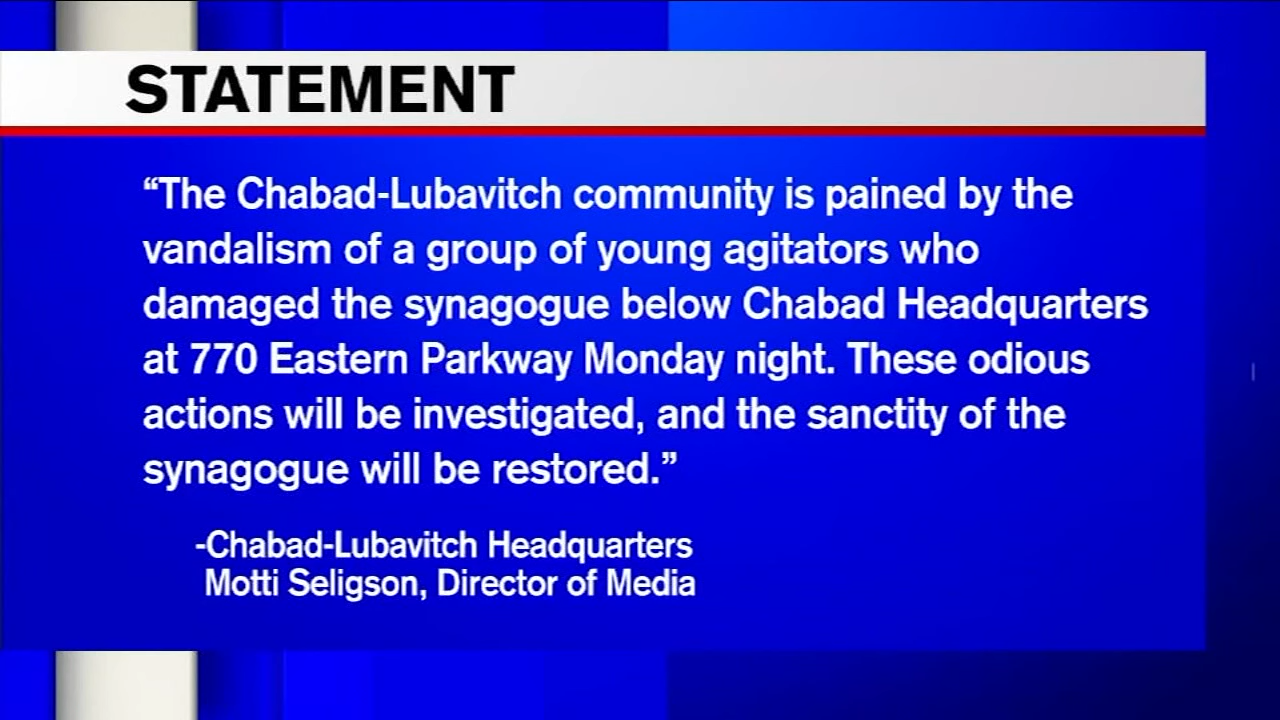 STATEMENT
“The Chabad-Lubavitch community is pained by the
vandalism of a group of young agitators who
damaged the synagogue below Chabad Headquarters
at 770 Eastern Parkway Monday night. These odious
actions will be investigated, and the sanctity of the
synagogue will be restored.”
-Chabad-Lubavitch Headquarters
Motti Seligson, Director of Media